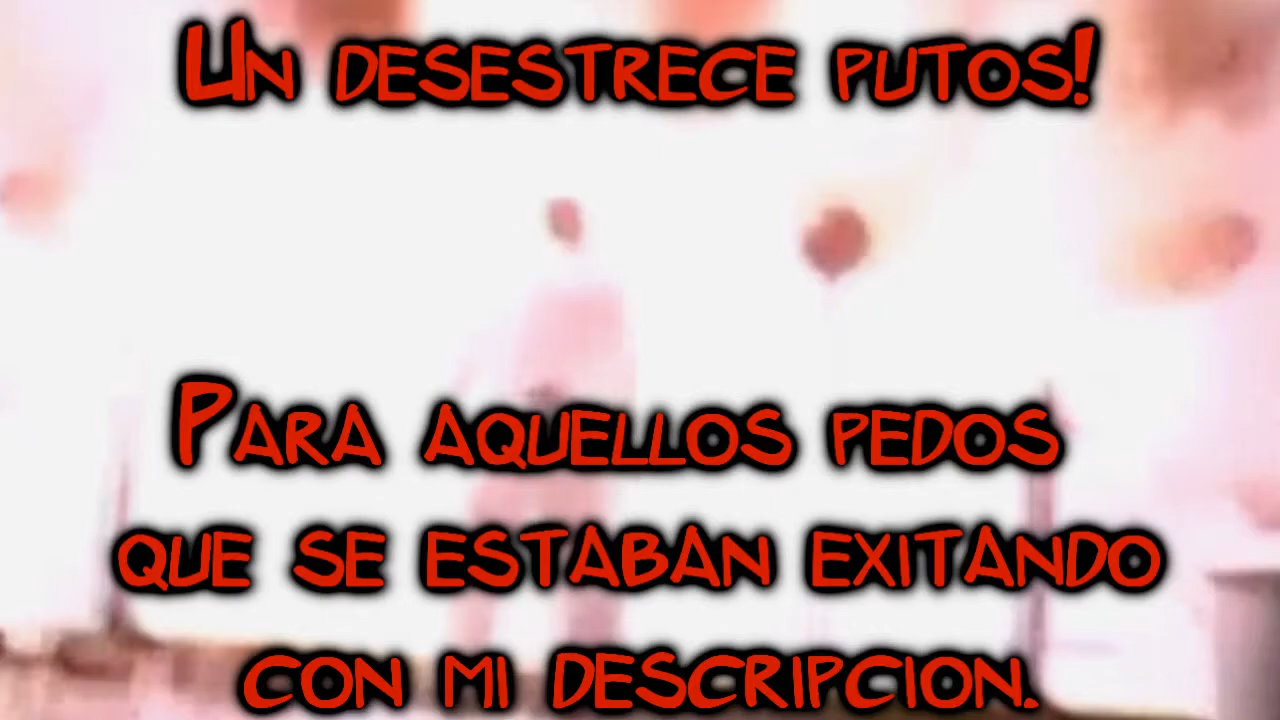 Un desestrece putos!
Para aquellos pedos
que se estaban exitando
con mi descripcion.